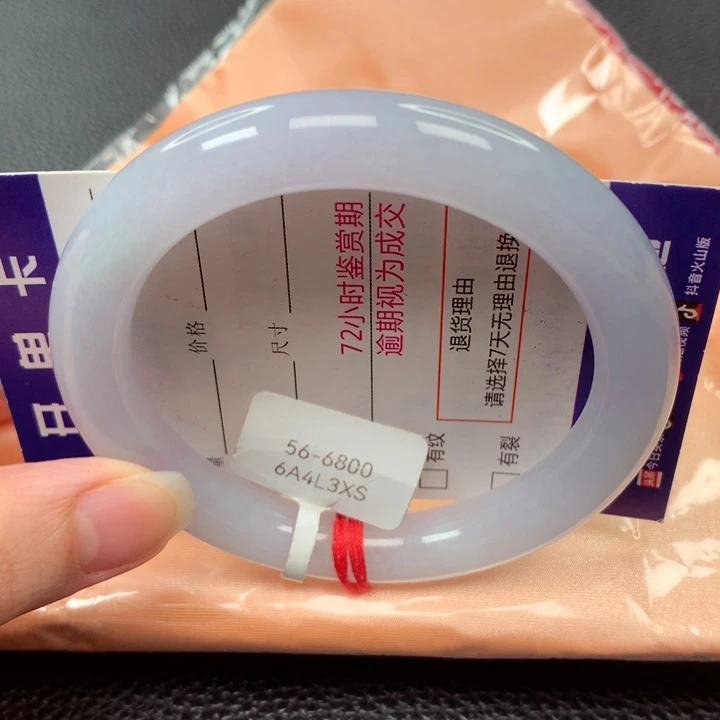 价格
尺寸
72小时鉴赏期
逾期视为成交
退货理由
请选择7天无理由退换
有纹
有裂
抖音火山版
头条
56-6800
6A4L3XS